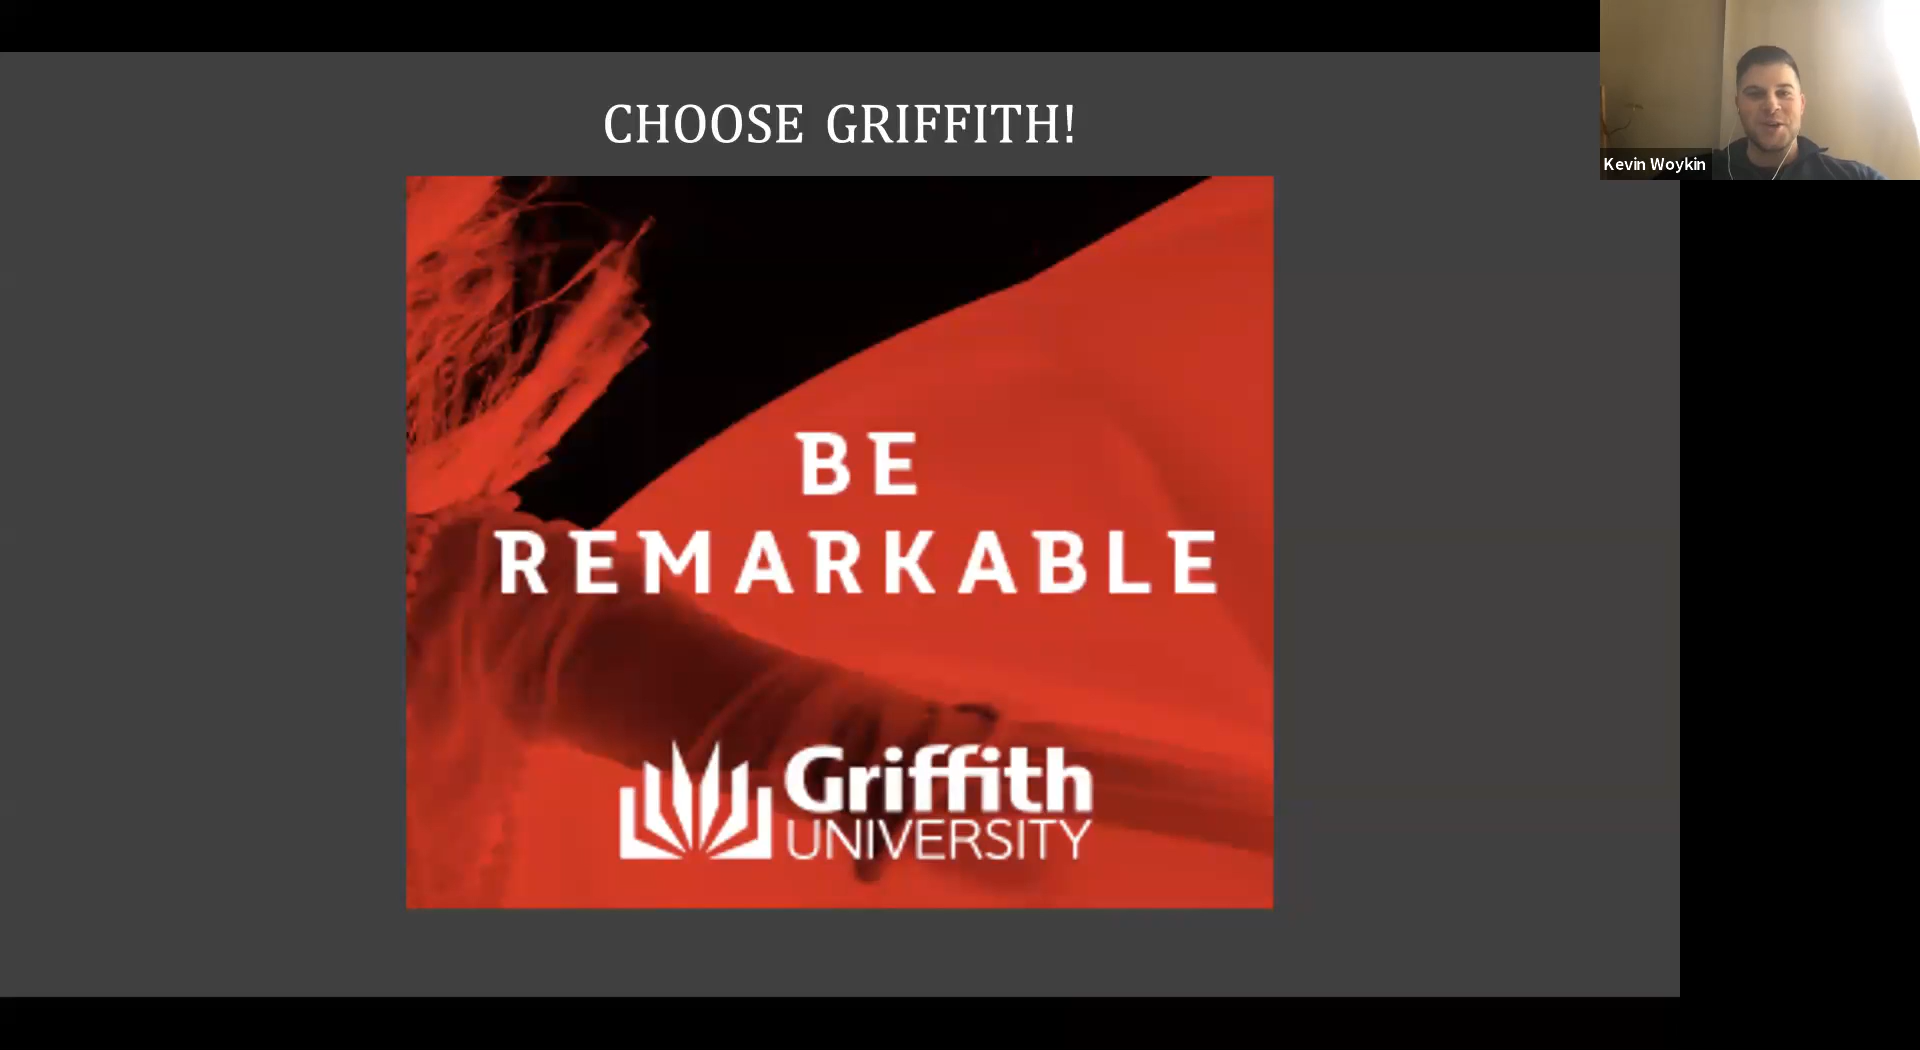 CHOOSE GRIFFITH!
Kevin Woykin
BE
REMARKABLE
Griffith
UNIVERSITY